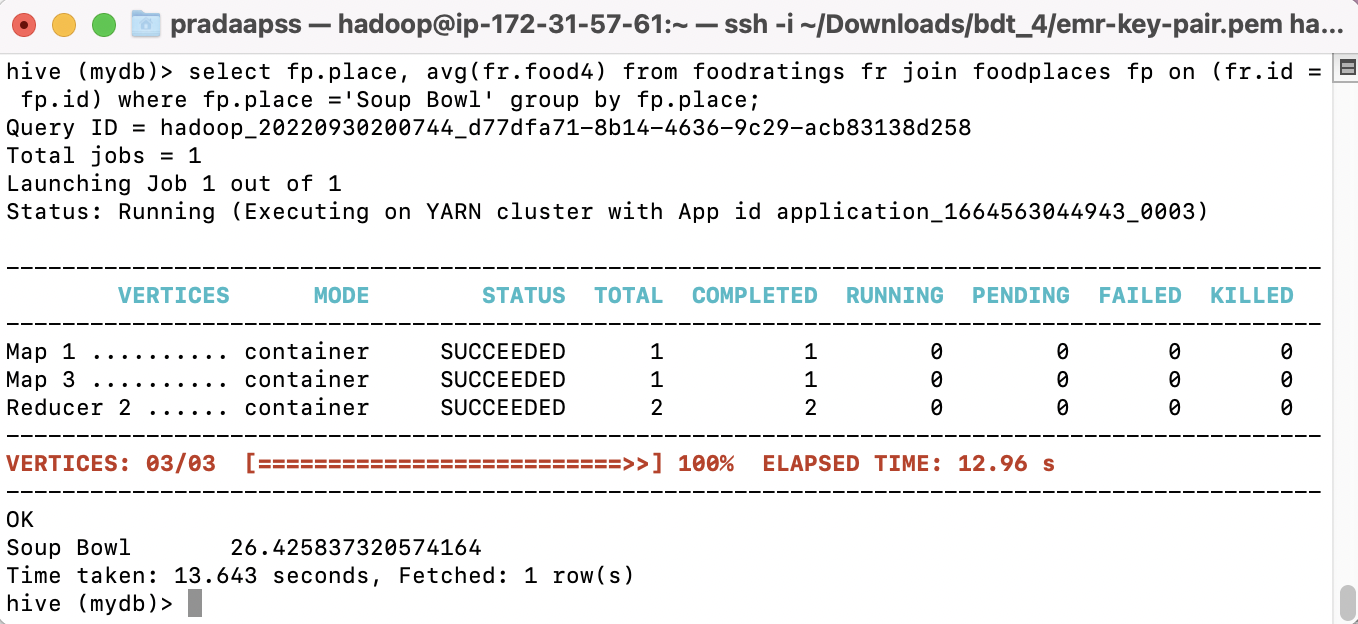 pradaapss — hadoop@ip-172-31-57-61:~ — ssh -i ~/Downloads/bdt_4/emr-key-pair.pem ha...
hive (mydb)> select fp.place, avg(fr.food4) from foodratings fr join foodplaces fp on (fr.id =
 fp.id) where fp.place ='Soup Bowl' group by fp.place;
Query ID = hadoop_20220930200744_d77dfa71-8b14-4636-9c29-acb83138d258
Total jobs = 1
Launching Job 1 out of 1
Status: Running (Executing on YARN cluster with App id application_1664563044943_0003)
----------------------------------------------------------------------------------------------
        VERTICES      MODE        STATUS  TOTAL  COMPLETED  RUNNING  PENDING  FAILED  KILLED
----------------------------------------------------------------------------------------------
Map 1 .......... container     SUCCEEDED      1          1        0        0       0       0
Map 3 .......... container     SUCCEEDED      1          1        0        0       0       0
Reducer 2 ...... container     SUCCEEDED      2          2        0        0       0       0
----------------------------------------------------------------------------------------------
VERTICES: 03/03  [==========================>>] 100%  ELAPSED TIME: 12.96 s
----------------------------------------------------------------------------------------------
OK
Soup Bowl       26.425837320574164
Time taken: 13.643 seconds, Fetched: 1 row(s)
hive (mydb)>